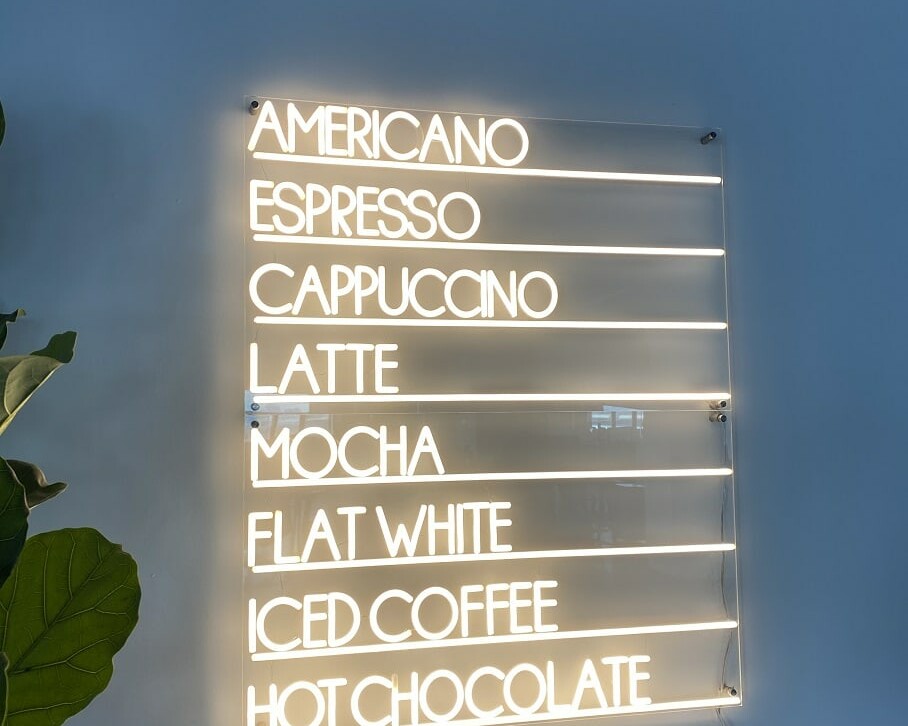 AMERICANO
ESPRESSO
CAPPUCCINO
LATTE
MOCHA
FLAT WHITE
ICED COFFEE
HOT CHOCOLATE